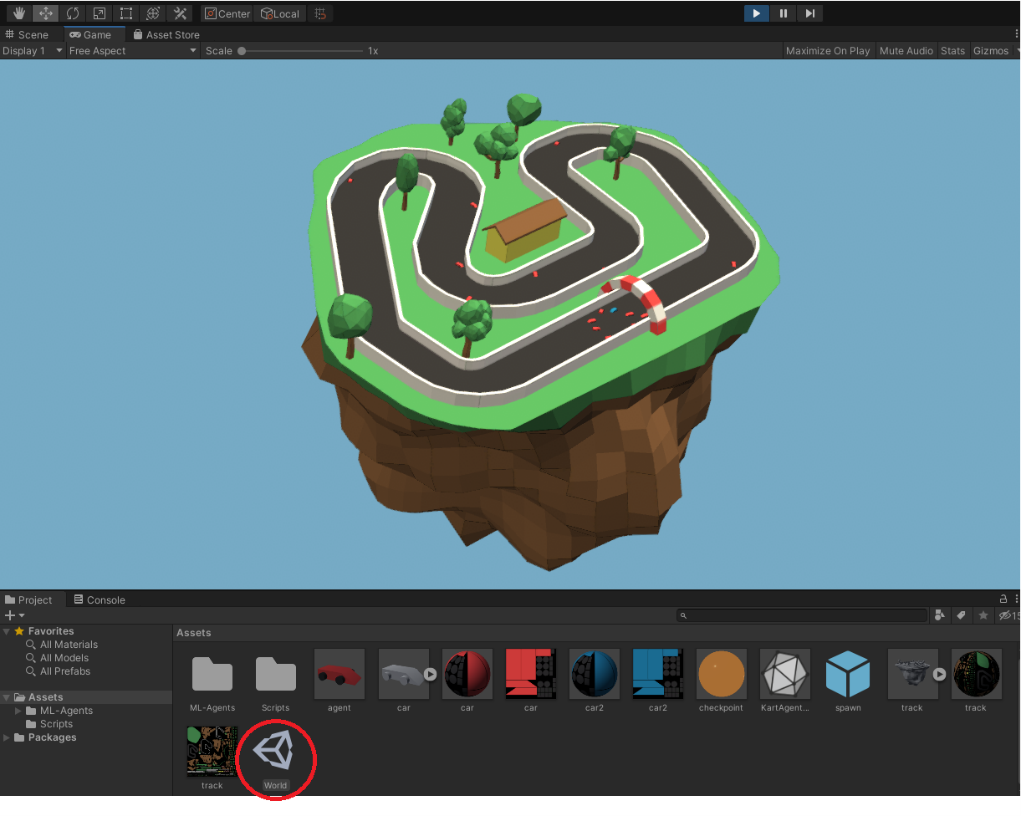 Center Local
Scene Game Asset Store
Display 1 Free Aspect Scale 1x Maximize On Play Mute Audio Stats Gizmos
Project Console
15
Favorites
All Materials
All Models
All Prefabs
Assets
ML-Agents
Scripts
Packages
Assets
ML-Agents Scripts agent car car car car2 car2 checkpoint KartAgent... spawn track track
track World